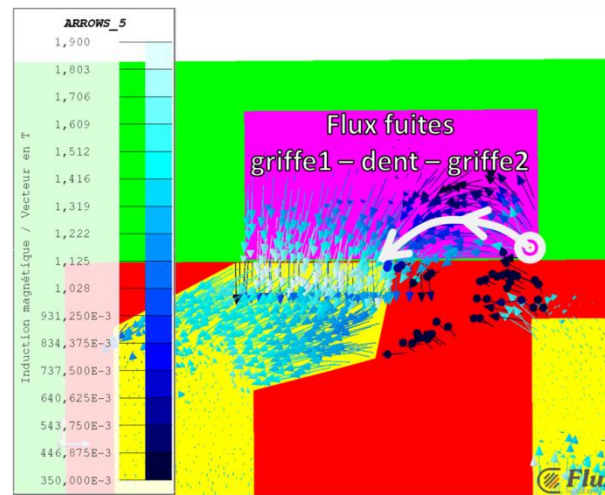 ARROWS_5
Induction magnétique / Vecteur en T
1,900
1,803
1,706
1,609
1,512
1,416
1,319
1,222
1,125
1,028
931,250E-3
834,375E-3
737,500E-3
640,625E-3
543,750E-3
446,875E-3
350,000E-3
Flux fuites
griffe1 – dent – griffe2